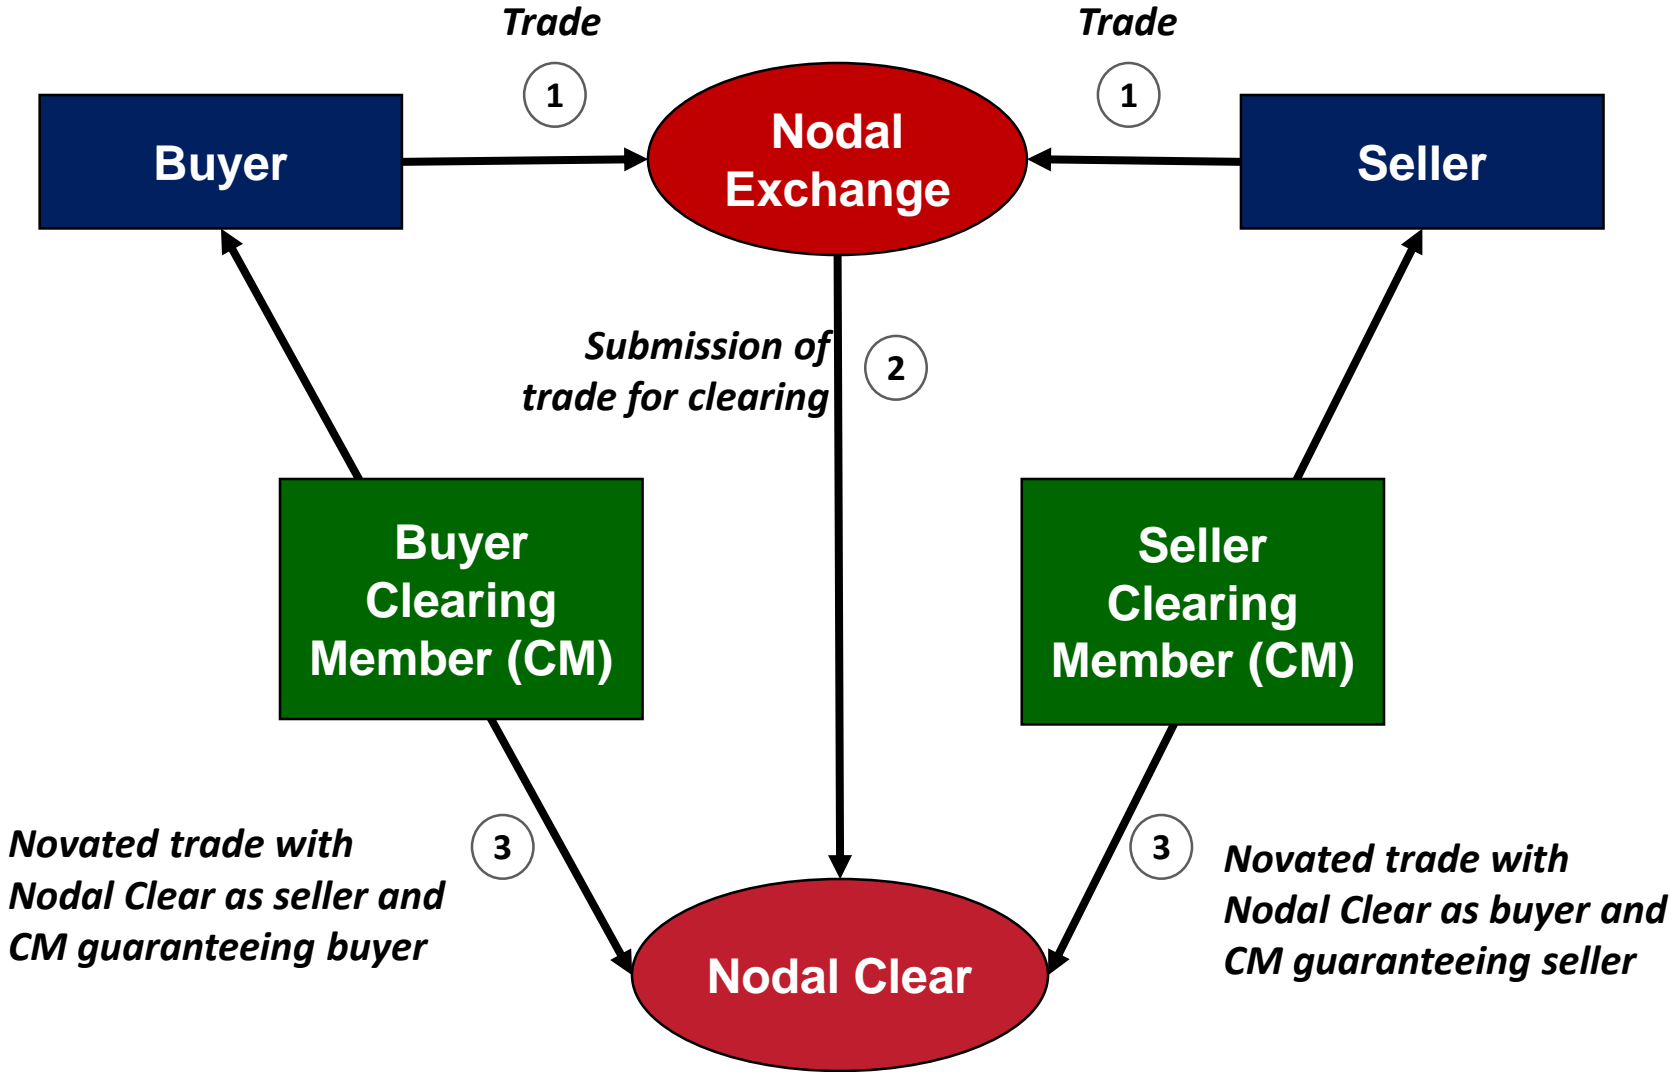 Trade
Trade
1
1
Buyer
Nodal
Exchange
Seller
Submission of
trade for clearing
2
Buyer
Clearing
Member (CM)
Seller
Clearing
Member (CM)
Novated trade with
Nodal Clear as seller and
CM guaranteeing buyer
3
3
Novated trade with
Nodal Clear as buyer and
CM guaranteeing seller
Nodal Clear